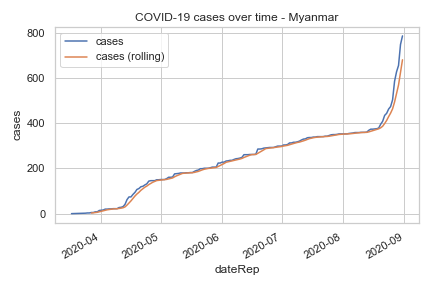 COVID-19 cases over time - Myanmar
cases
cases (rolling)
800
600
400
200
0
cases
2020-04
2020-05
2020-06
2020-07
2020-08
2020-09
dateRep